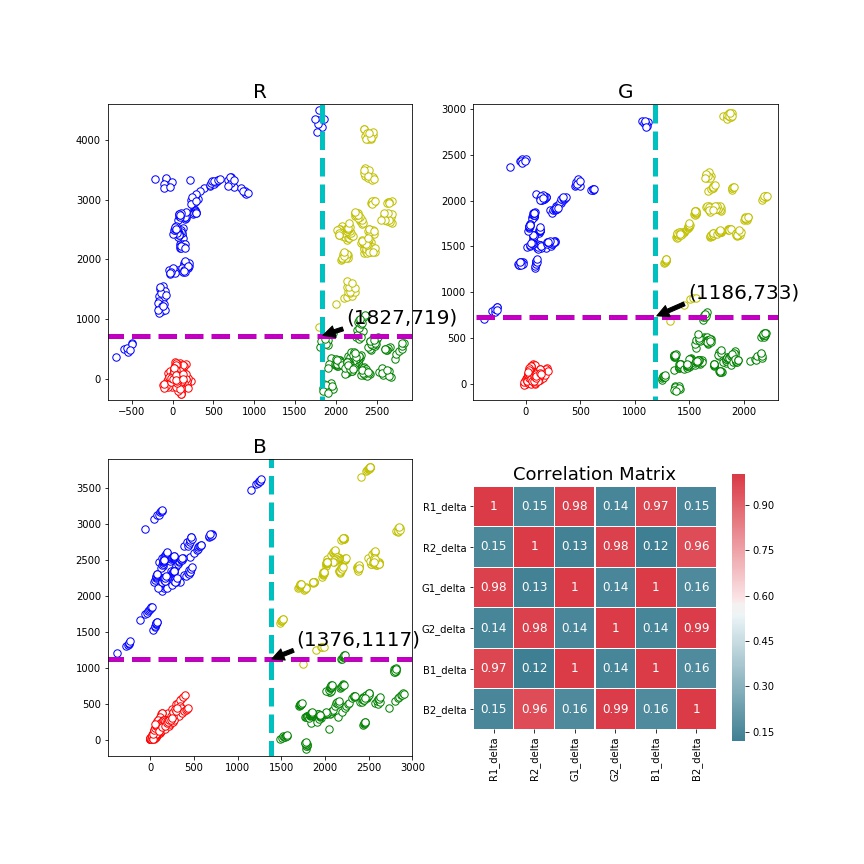 R
4000
3000
2000
1000
0
−500 0 500 1000 1500 2000 2500
(1827,719)
G
3000
2500
2000
1500
1000
500
0
0 500 1000 1500 2000
(1186,733)
B
3500
3000
2500
2000
1500
1000
500
0
0 500 1000 1500 2000 2500 3000
(1376,1117)
Correlation Matrix
R1_delta 1 0.15 0.98 0.14 0.97 0.15
R2_delta 0.15 1 0.13 0.98 0.12 0.96
G1_delta 0.98 0.13 1 0.14 1 0.16
G2_delta 0.14 0.98 0.14 1 0.14 0.99
B1_delta 0.97 0.12 1 0.14 1 0.16
B2_delta 0.15 0.96 0.16 0.99 0.16 1
R1_delta R2_delta G1_delta G2_delta B1_delta B2_delta
0.90
0.75
0.60
0.45
0.30
0.15